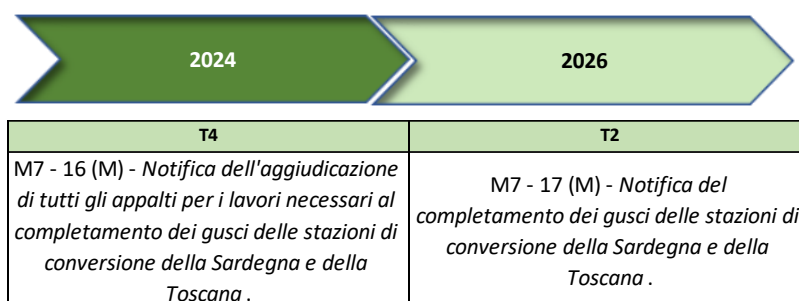 2024
2026
T4
T2
M7 - 16 (M) - Notifica dell'aggiudicazione
di tutti gli appalti per i lavori necessari al
completamento dei gusci delle stazioni di
conversione della Sardegna e della
Toscana .
M7 - 17 (M) - Notifica del
completamento dei gusci delle stazioni di
conversione della Sardegna e della
Toscana .